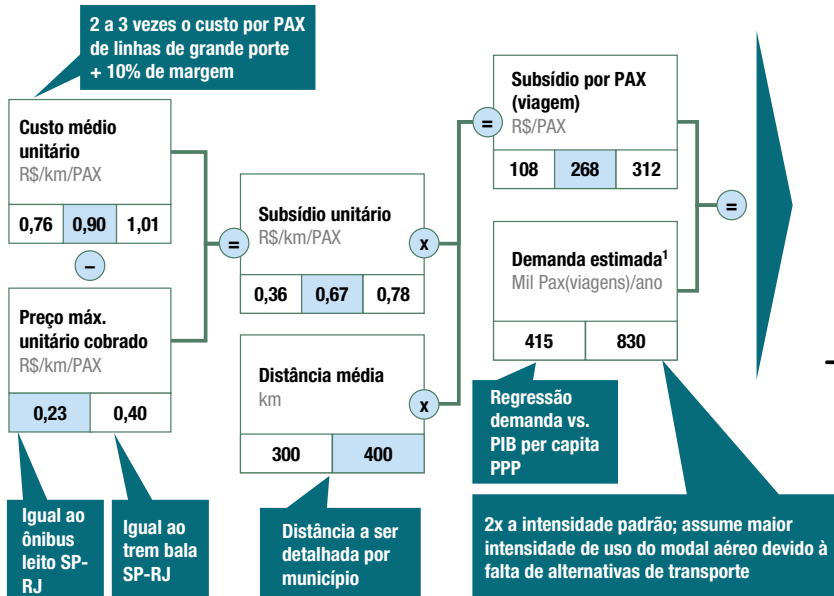 2 a 3 vezes o custo por PAX
de linhas de grande porte
+ 10% de margem
Custo médio
unitário
R$/km/PAX
0,76 0,90 1,01
–
Preço máx.
unitário cobrado
R$/km/PAX
0,23 0,40
Igual ao
ônibus
leito SP-
RJ
Igual ao
trem bala
SP-RJ
=
Subsídio unitário
R$/km/PAX
0,36 0,67 0,78
x
Distância média
km
300 400
x
Distância a ser
detalhada por
município
=
Subsídio por PAX
(viagem)
R$/PAX
108 268 312
Demanda estimada¹
Mil Pax(viagens)/ano
415 830
=
Regressão
demanda vs.
PIB per capita
PPP
2x a intensidade padrão; assume maior
intensidade de uso do modal aéreo devido à
falta de alternativas de transporte